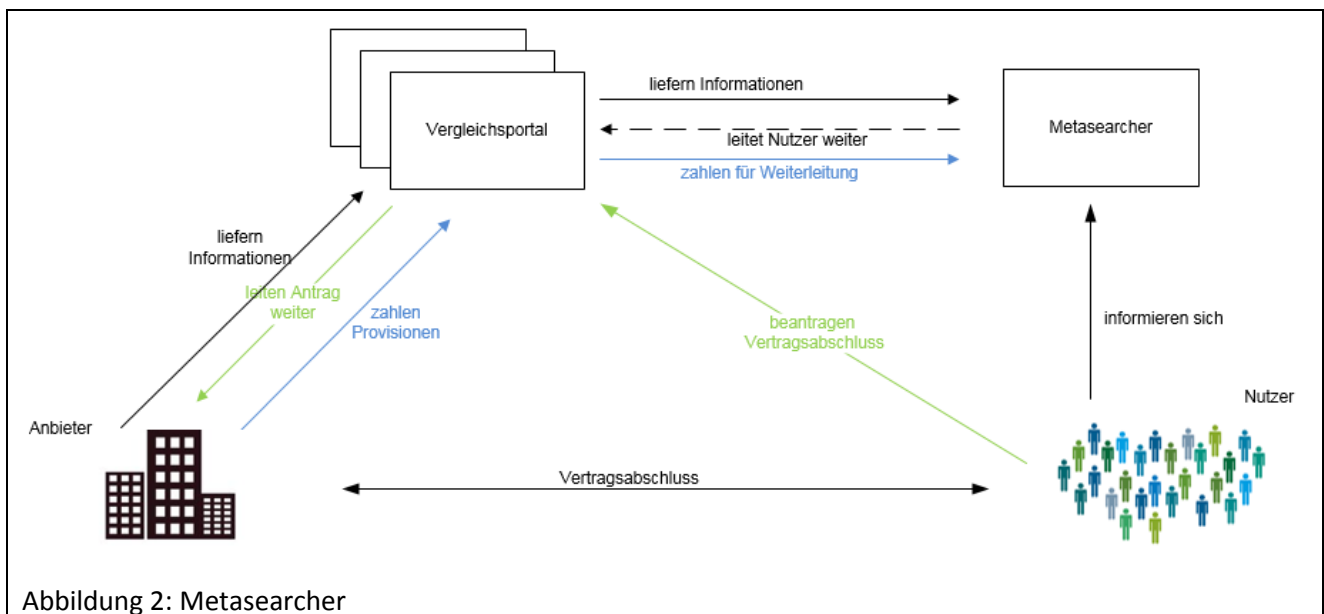 liefern Informationen
Vergleichsportal
Metasearcher
leitet Nutzer weiter
zahlen für Weiterleitung
liefern
Informationen
leiten Antrag
weiter
zahlen
Provisionen
beantragen
Vertragsabschluss
informieren sich
Anbieter
Nutzer
Vertragsabschluss
Abbildung 2: Metasearcher